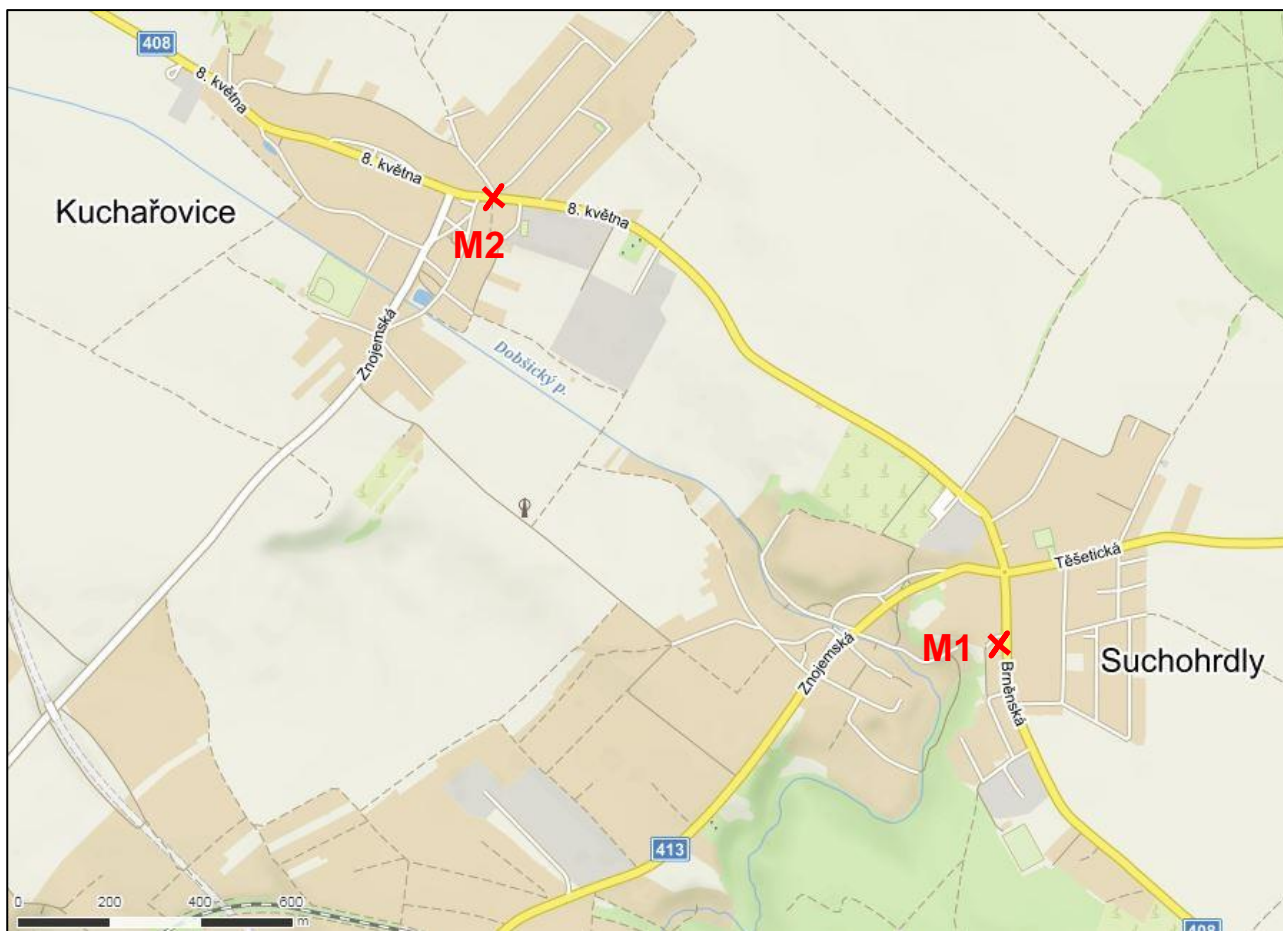 408
8. května
8. května
Kuchařovice
8. května
M2
Znojemská
Dobšický p.
Těšetická
M1
Znojemská
Suchohrdly
Brněnská
413
0 200 400 600
m
408